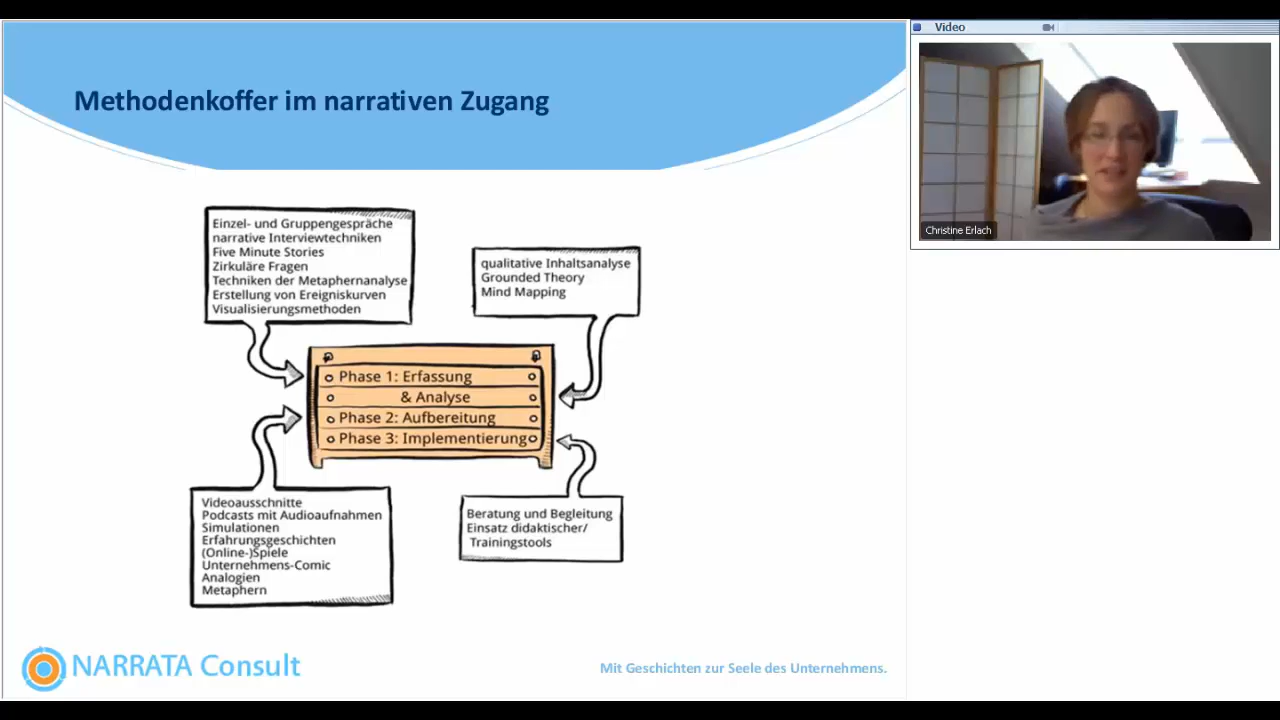 Methodenkoffer im narrativen Zugang
Einzel- und Gruppengespräche
narrative Interviewtechniken
Five Minute Stories
Zirkuläre Fragen
Techniken der Metaphernanalyse
Erstellung von Ereigniskurven
Visualisierungsmethoden
qualitative Inhaltsanalyse
Grounded Theory
Mind Mapping
Phase 1: Erfassung
& Analyse
Phase 2: Aufbereitung
Phase 3: Implementierung
Videoausschnitte
Podcasts mit Audioaufnahmen
Simulationen
Erfahrungsgeschichten
(Online-)Spiele
Unternehmens-Comic
Analogien
Metaphern
Beratung und Begleitung
Einsatz didaktischer/
Trainingstools
NARRATA Consult
Mit Geschichten zur Seele des Unternehmens.
Video
Christine Erlach